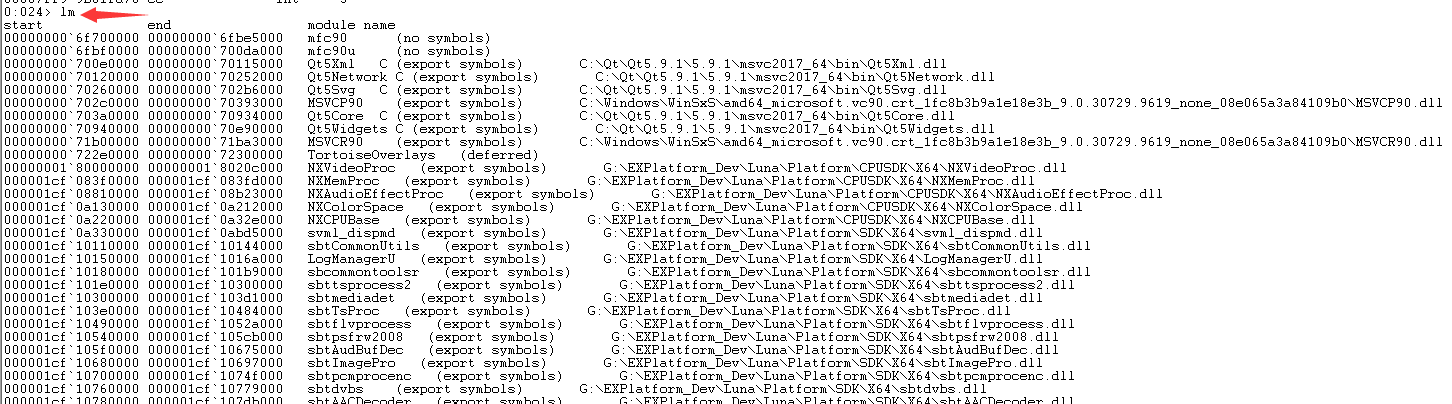 0:024> lm
start end module name
00000000`6f700000 00000000`6fbe5000 mfc90 (no symbols)
00000000`6fbf0000 00000000`700da000 mfc90u (no symbols)
00000000`700e0000 00000000`70115000 Qt5Xml C (export symbols) C:\Qt\Qt5.9.1\5.9.1\msvc2017_64\bin\Qt5Xml.dll
00000000`70120000 00000000`70252000 Qt5Network C (export symbols) C:\Qt\Qt5.9.1\5.9.1\msvc2017_64\bin\Qt5Network.dll
00000000`70260000 00000000`702b6000 Qt5Svg C (export symbols) C:\Qt\Qt5.9.1\5.9.1\msvc2017_64\bin\Qt5Svg.dll
00000000`702c0000 00000000`70393000 MSVCP90 (export symbols) C:\Windows\WinSxS\amd64_microsoft.vc90.crt_1fc8b3b9a1e18e3b_9.0.30729.9619_none_08e065a3a84109b0\MSVCP90.dll
00000000`703a0000 00000000`70934000 Qt5Core C (export symbols) C:\Qt\Qt5.9.1\5.9.1\msvc2017_64\bin\Qt5Core.dll
00000000`70940000 00000000`70e90000 Qt5Widgets C (export symbols) C:\Qt\Qt5.9.1\5.9.1\msvc2017_64\bin\Qt5Widgets.dll
00000000`71b00000 00000000`71ba3000 MSVCR90 (export symbols) C:\Windows\WinSxS\amd64_microsoft.vc90.crt_1fc8b3b9a1e18e3b_9.0.30729.9619_none_08e065a3a84109b0\MSVCR90.dll
00000000`722e0000 00000000`72300000 TortoiseOverlays (deferred)
00000001`80000000 00000001`8020c000 NXVideoProc (export symbols) G:\EXPlatform_Dev\Luna\Platform\CPUSDK\X64\NXVideoProc.dll
000001cf`083f0000 000001cf`083fd000 NXMemProc (export symbols) G:\EXPlatform_Dev\Luna\Platform\CPUSDK\X64\NXMemProc.dll
000001cf`08810000 000001cf`08b23000 NXAudioEffectProc (export symbols) G:\EXPlatform_Dev\Luna\Platform\CPUSDK\X64\NXAudioEffectProc.dll
000001cf`0a130000 000001cf`0a212000 NXColorSpace (export symbols) G:\EXPlatform_Dev\Luna\Platform\CPUSDK\X64\NXColorSpace.dll
000001cf`0a220000 000001cf`0a32e000 NXCPUBase (export symbols) G:\EXPlatform_Dev\Luna\Platform\CPUSDK\X64\NXCPUBase.dll
000001cf`0a330000 000001cf`0abd5000 svml_dispmd (export symbols) G:\EXPlatform_Dev\Luna\Platform\SDK\X64\svml_dispmd.dll
000001cf`10110000 000001cf`10144000 sbtCommonUtils (export symbols) G:\EXPlatform_Dev\Luna\Platform\SDK\X64\sbtCommonUtils.dll
000001cf`10150000 000001cf`1016a000 LogManagerU (export symbols) G:\EXPlatform_Dev\Luna\Platform\SDK\X64\LogManagerU.dll
000001cf`10180000 000001cf`101b9000 sbcommontoolsr (export symbols) G:\EXPlatform_Dev\Luna\Platform\SDK\X64\sbcommontoolsr.dll
000001cf`101e0000 000001cf`10300000 sbttsprocess2 (export symbols) G:\EXPlatform_Dev\Luna\Platform\SDK\X64\sbttsprocess2.dll
000001cf`10300000 000001cf`103d1000 sbtmediadet (export symbols) G:\EXPlatform_Dev\Luna\Platform\SDK\X64\sbtmediadet.dll
000001cf`103e0000 000001cf`10484000 sbtTsProc (export symbols) G:\EXPlatform_Dev\Luna\Platform\SDK\X64\sbtTsProc.dll
000001cf`10490000 000001cf`1052a000 sbtflvprocess (export symbols) G:\EXPlatform_Dev\Luna\Platform\SDK\X64\sbtflvprocess.dll
000001cf`10540000 000001cf`105cb000 sbtpsfrw2008 (export symbols) G:\EXPlatform_Dev\Luna\Platform\SDK\X64\sbtpsfrw2008.dll
000001cf`105f0000 000001cf`10675000 sbtAudBufDec (export symbols) G:\EXPlatform_Dev\Luna\Platform\SDK\X64\sbtAudBufDec.dll
000001cf`10680000 000001cf`10697000 sbtImagePro (export symbols) G:\EXPlatform_Dev\Luna\Platform\SDK\X64\sbtImagePro.dll
000001cf`10700000 000001cf`1074f000 sbtpcmprocenc (export symbols) G:\EXPlatform_Dev\Luna\Platform\SDK\X64\sbtpcmprocenc.dll
000001cf`10760000 000001cf`10779000 sbtdvbs (export symbols) G:\EXPlatform_Dev\Luna\Platform\SDK\X64\sbtdvbs.dll
000001cf`10780000 000001cf`107db000 sbtAACDecoder (export symbols) G:\EXPlatform_Dev\Luna\Platform\SDK\X64\sbtAACDecoder.dll